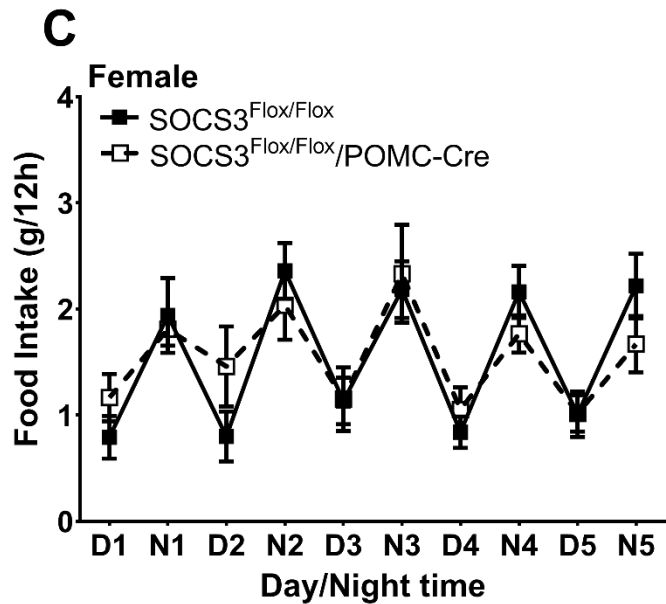 C
Female
SOCS3Flox/Flox
SOCS3Flox/Flox/POMC-Cre
Food Intake (g/12h)
4
3
2
1
0
D1 N1 D2 N2 D3 N3 D4 N4 D5 N5
Day/Night time